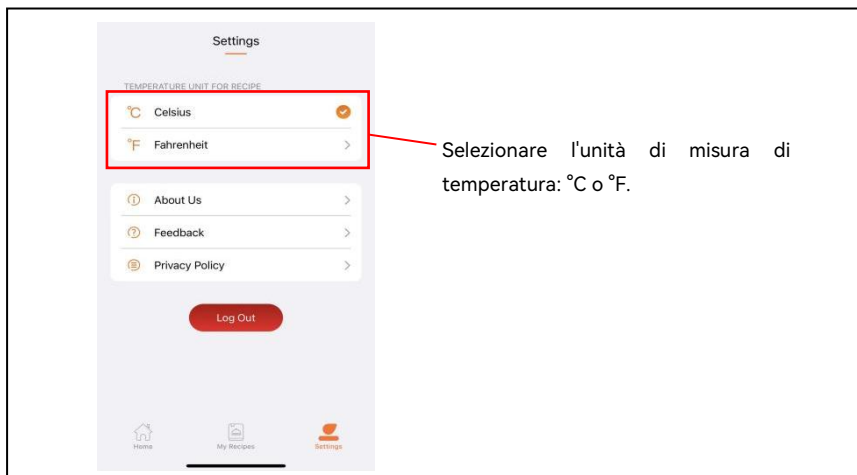 Settings
TEMPERATURE UNIT FOR RECIPE
°C Celsius
°F Fahrenheit
Selezionare l'unità di misura di
temperatura: °C o °F.
About Us
Feedback
Privacy Policy
Log Out
Home My Recipes Settings